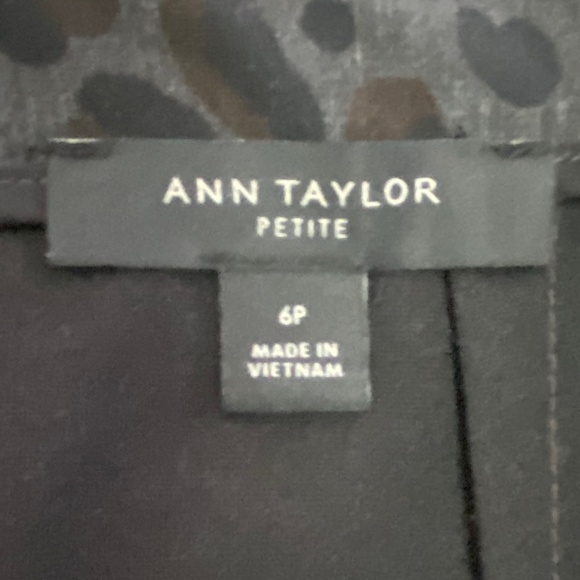 ANN TAYLOR
PETITE
6P
MADE IN
VIETNAM